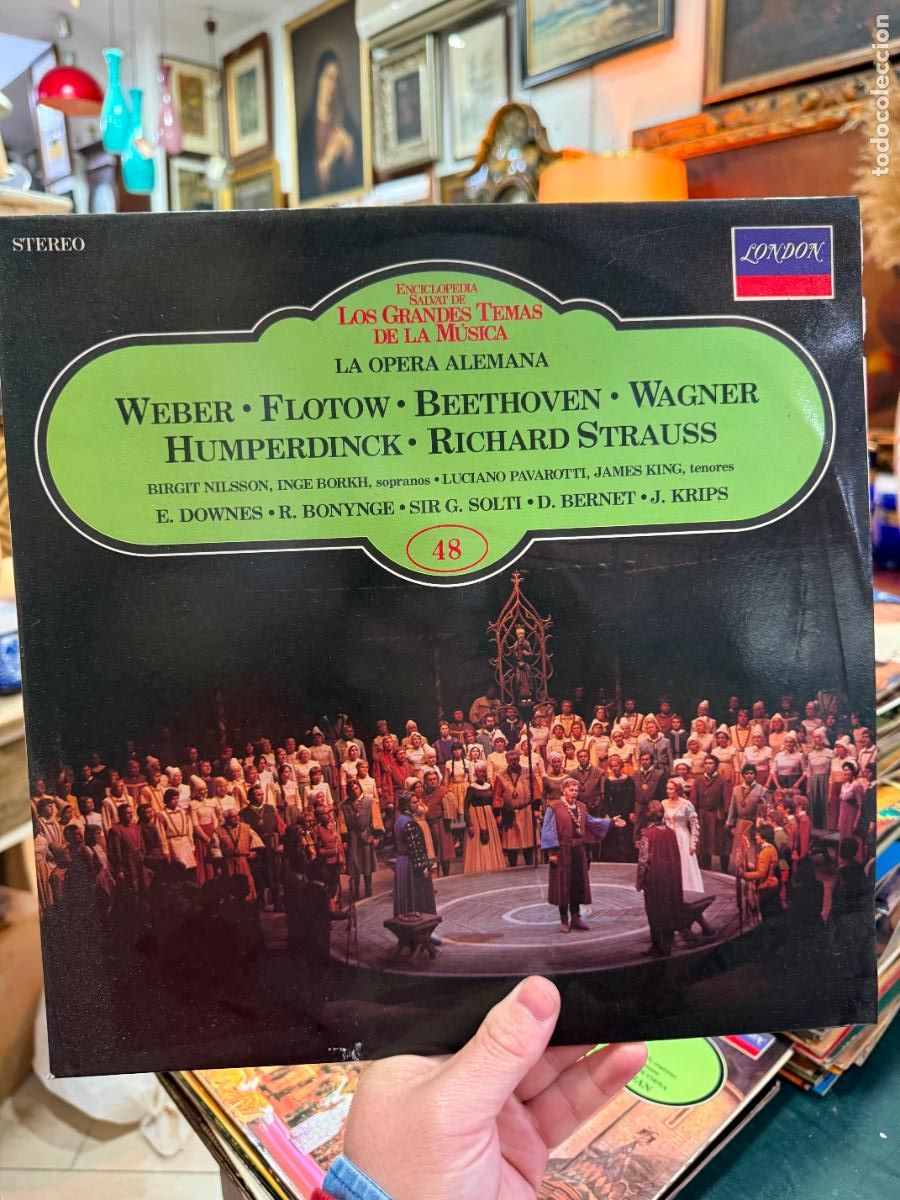 todocoleccion
STEREO
LONDON
ENCICLOPEDIA
SALVAT DE
LOS GRANDES TEMAS
DE LA MÚSICA
LA OPERA ALEMANA
WEBER • FLOTOW • BEETHOVEN • WAGNER
HUMPERDINCK • RICHARD STRAUSS
BIRGIT NILSSON, INGE BORKH, sopranos • LUCIANO PAVAROTTI, JAMES KING, tenores
E. DOWNES • R. BONYNGE • SIR G. SOLTI • D. BERNET • J. KRIPS
48